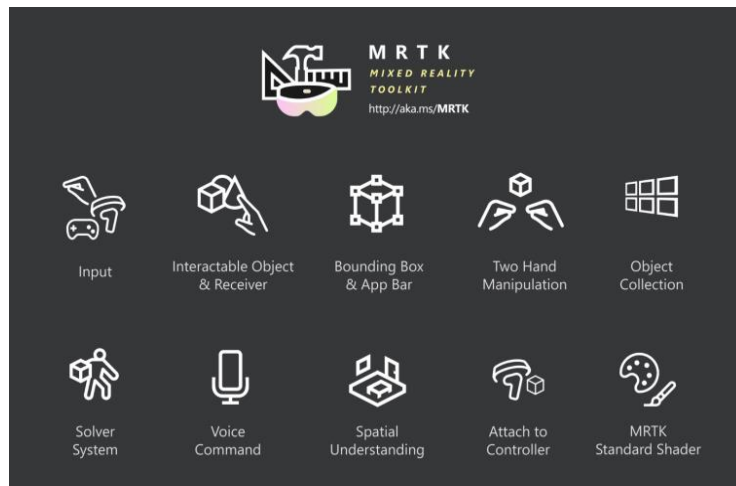 MRTK
MIXED REALITY
TOOLKIT
http://aka.ms/MRTK
Input
Interactable Object
& Receiver
Bounding Box
& App Bar
Two Hand
Manipulation
Object
Collection
Solver
System
Voice
Command
Spatial
Understanding
Attach to
Controller
MRTK
Standard Shader